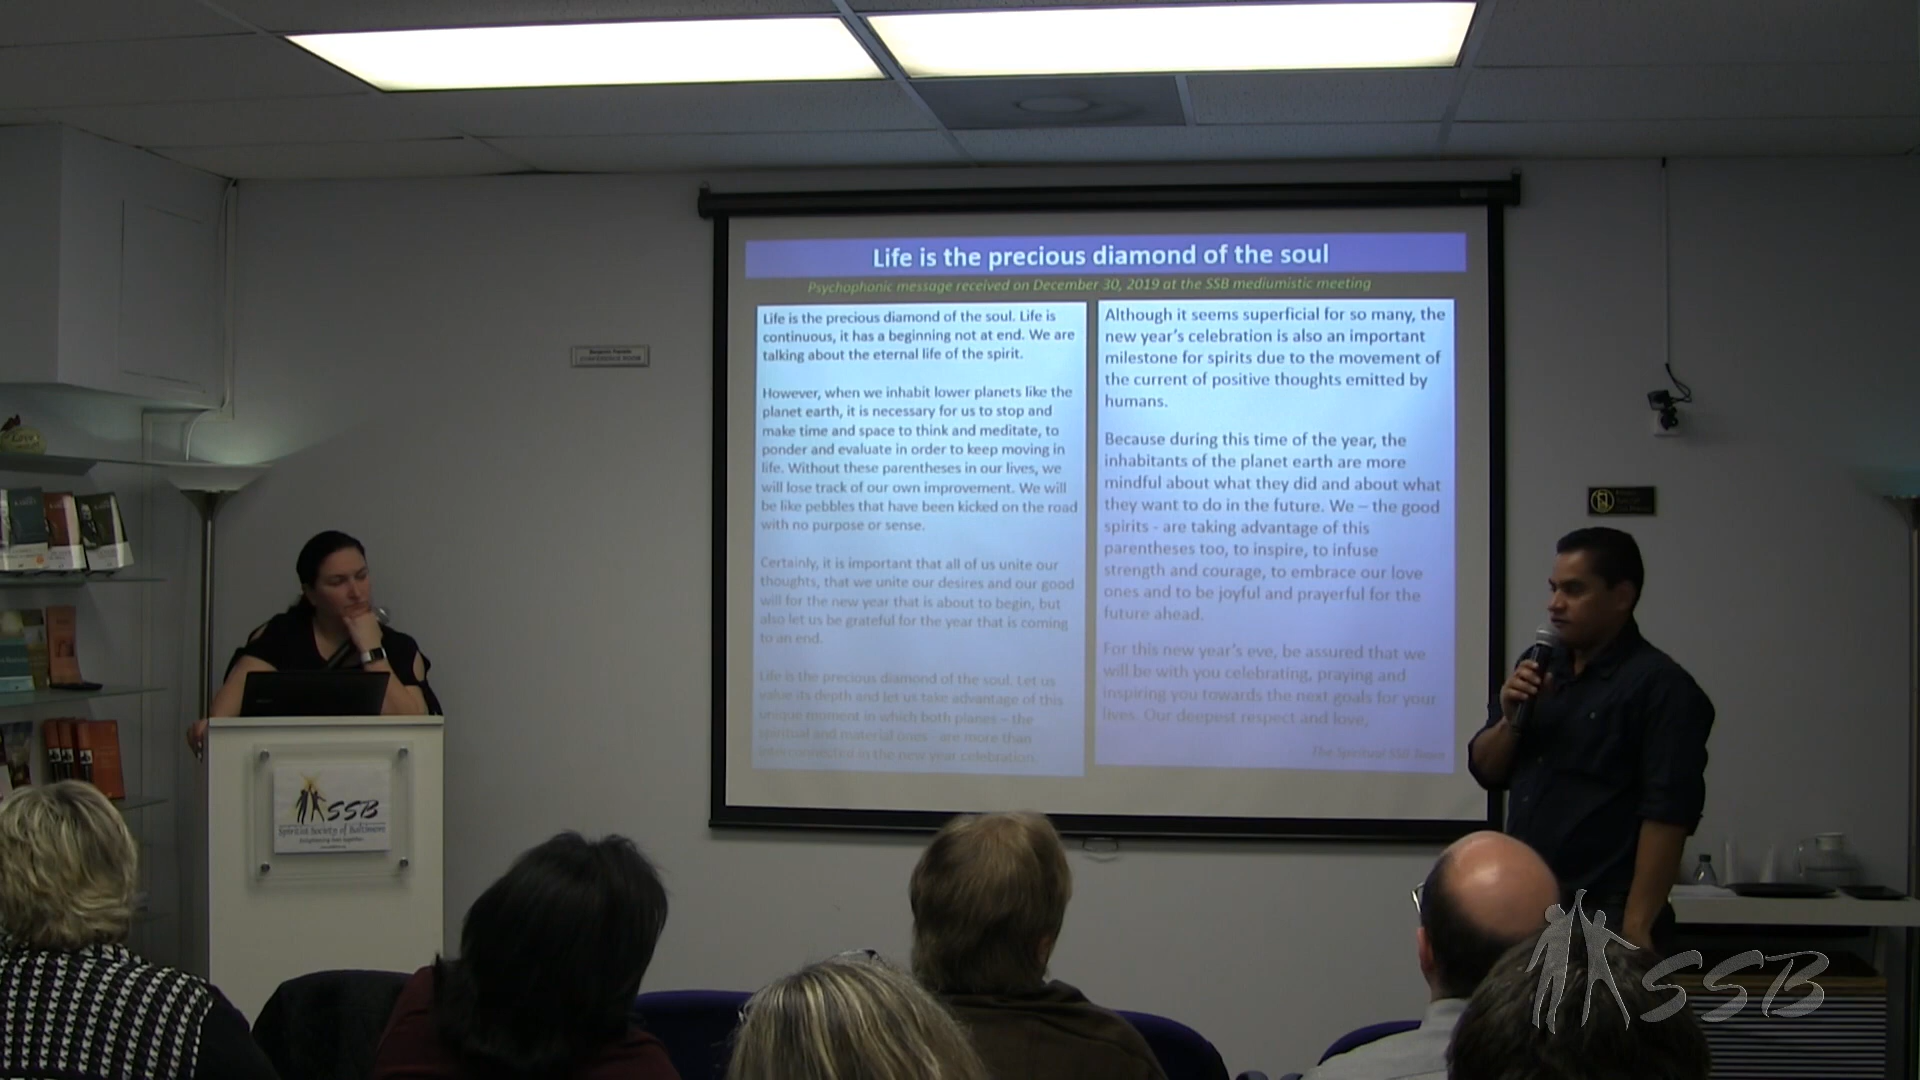 Life is the precious diamond of the soul
Psychophonic message received on December 30, 2019 at the SSB mediumistic meeting
Life is the precious diamond of the soul. Life is
continuous, it has a beginning not at end. We are
talking about the eternal life of the spirit.
However, when we inhabit lower planets like the
planet earth, it is necessary for us to stop and
make time and space to think and meditate, to
ponder and evaluate in order to keep moving in
life. Without these parentheses in our lives, we
will lose track of our own improvement. We will
be like pebbles that have been kicked on the road
with no purpose or sense.
Certainly, it is important that all of us unite our
thoughts, that we unite our desires and our good
will for the new year that is about to begin, but
also let us be grateful for the year that is coming
to an end.
Life is the precious diamond of the soul. Let us
value its depth and let us take advantage of this
unique moment in which both planes – the
spiritual and material ones - are more than
interconnected in the new year celebration.
Although it seems superficial for so many, the
new year's celebration is also an important
milestone for spirits due to the movement of
the current of positive thoughts emitted by
humans.
Because during this time of the year, the
inhabitants of the planet earth are more
mindful about what they did and about what
they want to do in the future. We – the good
spirits - are taking advantage of this
parentheses too, to inspire, to infuse
strength and courage, to embrace our love
ones and to be joyful and prayerful for the
future ahead.
For this new year's eve, be assured that we
will be with you celebrating, praying and
inspiring you towards the next goals for your
lives. Our deepest respect and love,
The Spiritual SSB Team
CONFERENCE ROOM
SSB
Spiritist Society of Baltimore
SSB